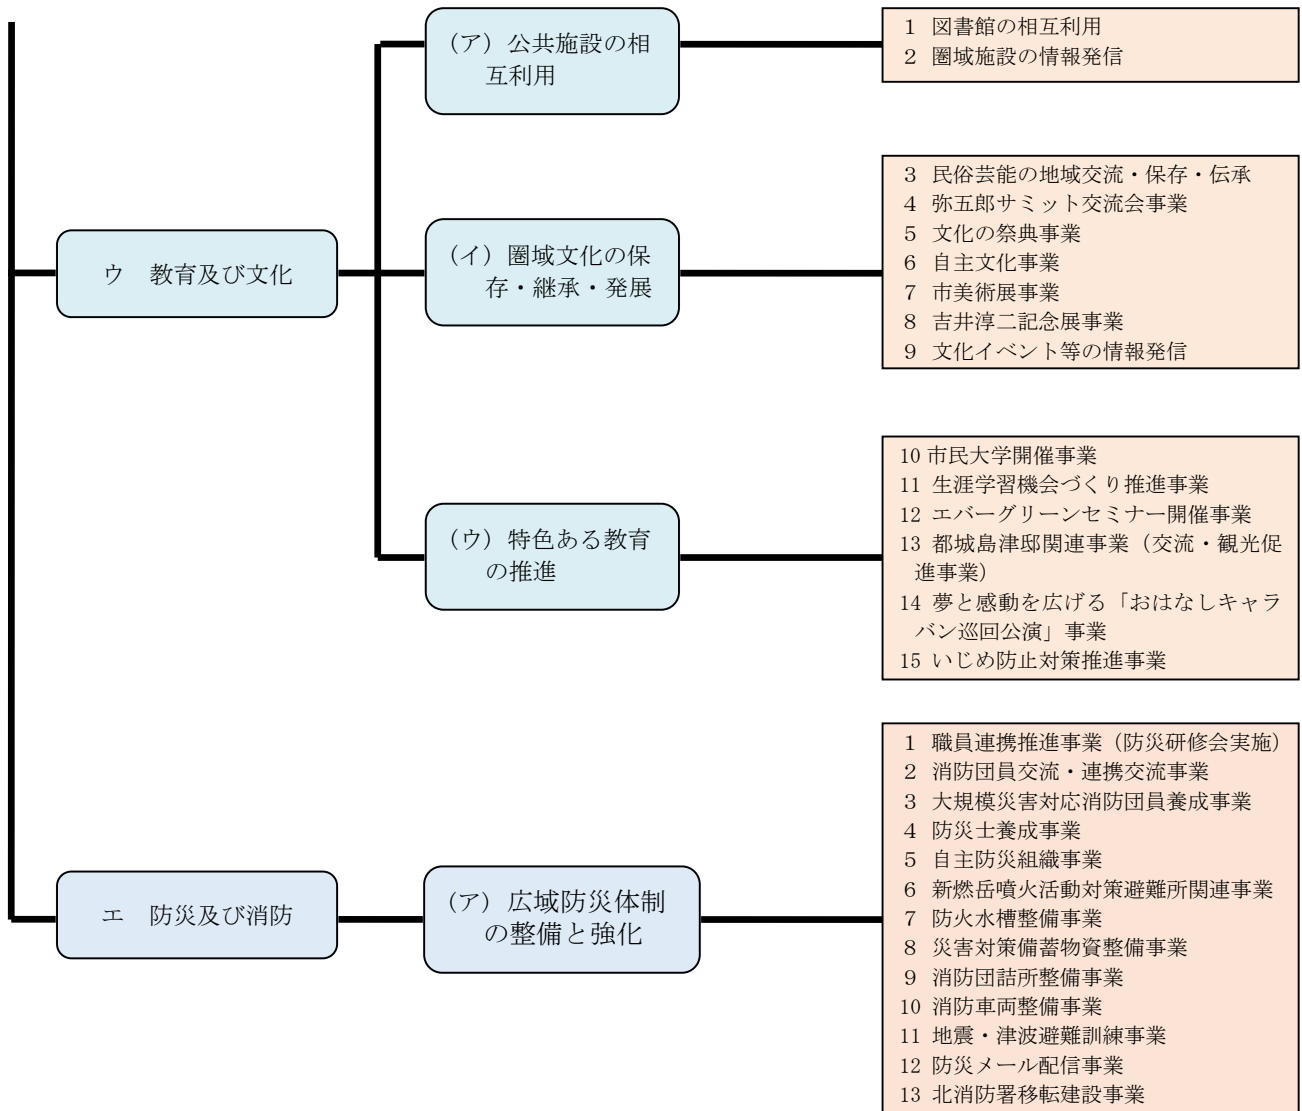 ウ 教育及び文化
（ア）公共施設の相
互利用
1 図書館の相互利用
2 圏域施設の情報発信
（イ）圏域文化の保
存・継承・発展
3 民俗芸能の地域交流・保存・伝承
4 弥五郎サミット交流会事業
5 文化の祭典事業
6 自主文化事業
7 市美術展事業
8 吉井淳二記念展事業
9 文化イベント等の情報発信
（ウ）特色ある教育
の推進
10 市民大学開催事業
11 生涯学習機会づくり推進事業
12 エバーグリーンセミナー開催事業
13 都城島津邸関連事業（交流・観光促
進事業）
14 夢と感動を広げる「おはなしキャラ
バン巡回公演」事業
15 いじめ防止対策推進事業
エ 防災及び消防
（ア）広域防災体制
の整備と強化
1 職員連携推進事業（防災研修会実施）
2 消防団員交流・連携交流事業
3 大規模災害対応消防団員養成事業
4 防災士養成事業
5 自主防災組織事業
6 新燃岳噴火活動対策避難所関連事業
7 防火水槽整備事業
8 災害対策備蓄物資整備事業
9 消防団詰所整備事業
10 消防車両整備事業
11 地震・津波避難訓練事業
12 防災メール配信事業
13 北消防署移転建設事業